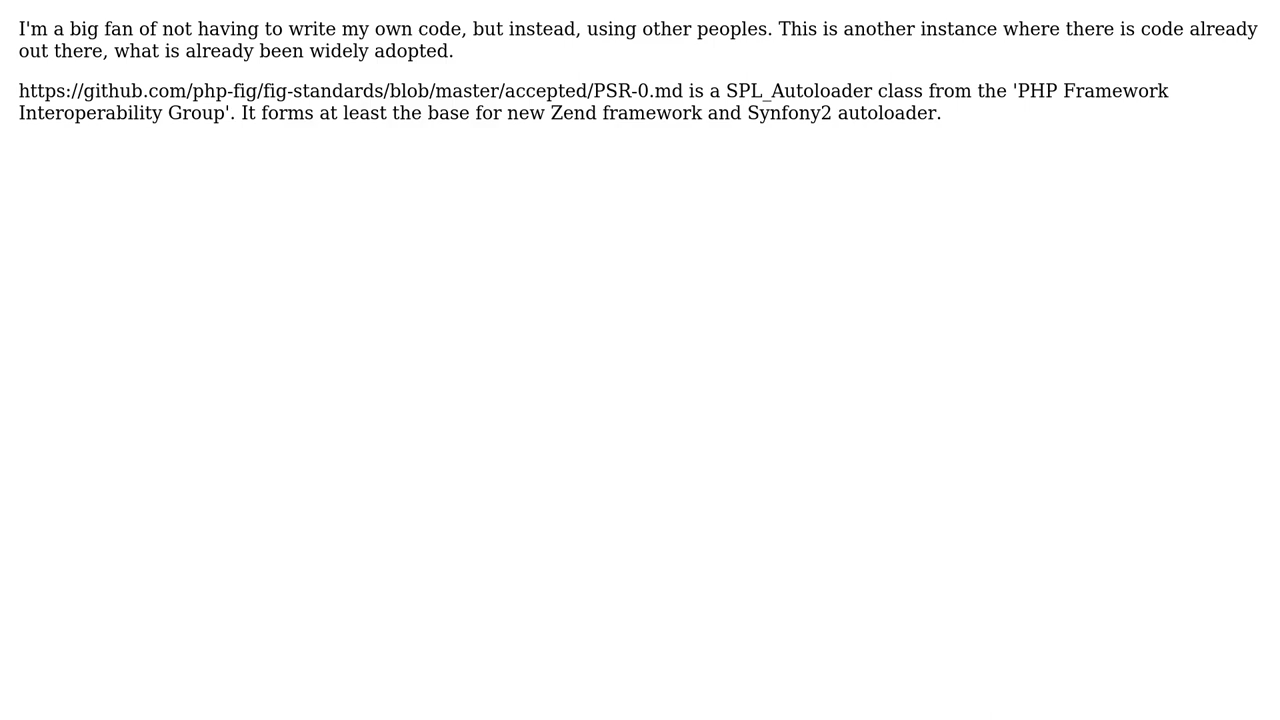 I'm a big fan of not having to write my own code, but instead, using other peoples. This is another instance where there is code already
out there, what is already been widely adopted.
https://github.com/php-fig/fig-standards/blob/master/accepted/PSR-0.md is a SPL_Autoloader class from the 'PHP Framework
Interoperability Group'. It forms at least the base for new Zend framework and Synfony2 autoloader.